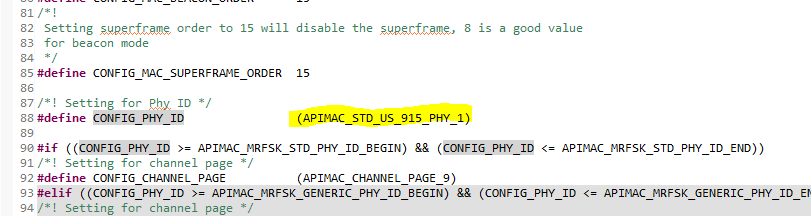 81 /*!
82 Setting superframe order to 15 will disable the superframe, 8 is a good value
83 for beacon mode
84 */
85 #define CONFIG_MAC_SUPERFRAME_ORDER 15
86
87 /*! Setting for Phy ID */
88 #define CONFIG_PHY_ID (APIMAC_STD_US_915_PHY_1)
89
90 #if ((CONFIG_PHY_ID >= APIMAC_MRFSK_STD_PHY_ID_BEGIN) && (CONFIG_PHY_ID <= APIMAC_MRFSK_STD_PHY_ID_END))
91 /*! Setting for channel page */
92 #define CONFIG_CHANNEL_PAGE (APIMAC_CHANNEL_PAGE_9)
93 #elif ((CONFIG_PHY_ID >= APIMAC_MRFSK_GENERIC_PHY_ID_BEGIN) && (CONFIG_PHY_ID <= APIMAC_MRFSK_GENERIC_PHY_ID_EN
94 /*! Setting for channel page */